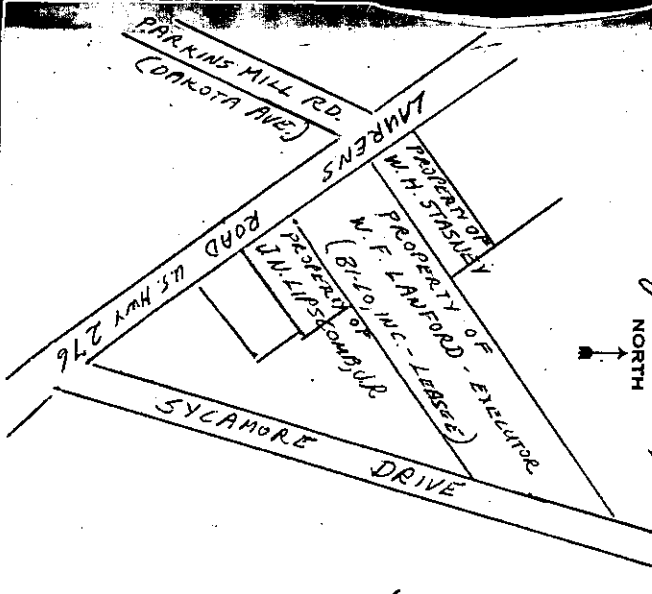 PARKINS MILL RD.
(DAKOTA AVE.)
LAURENS ROAD U.S. HWY 276
PROPERTY OF
W.H. STASNEY
PROPERTY OF
W. F. LANFORD - EXECUTOR
(BI-LO, INC. - LEASEE)
PROPERTY OF
J.N. LIPSCOMB, JR
NORTH
SYCAMORE DRIVE